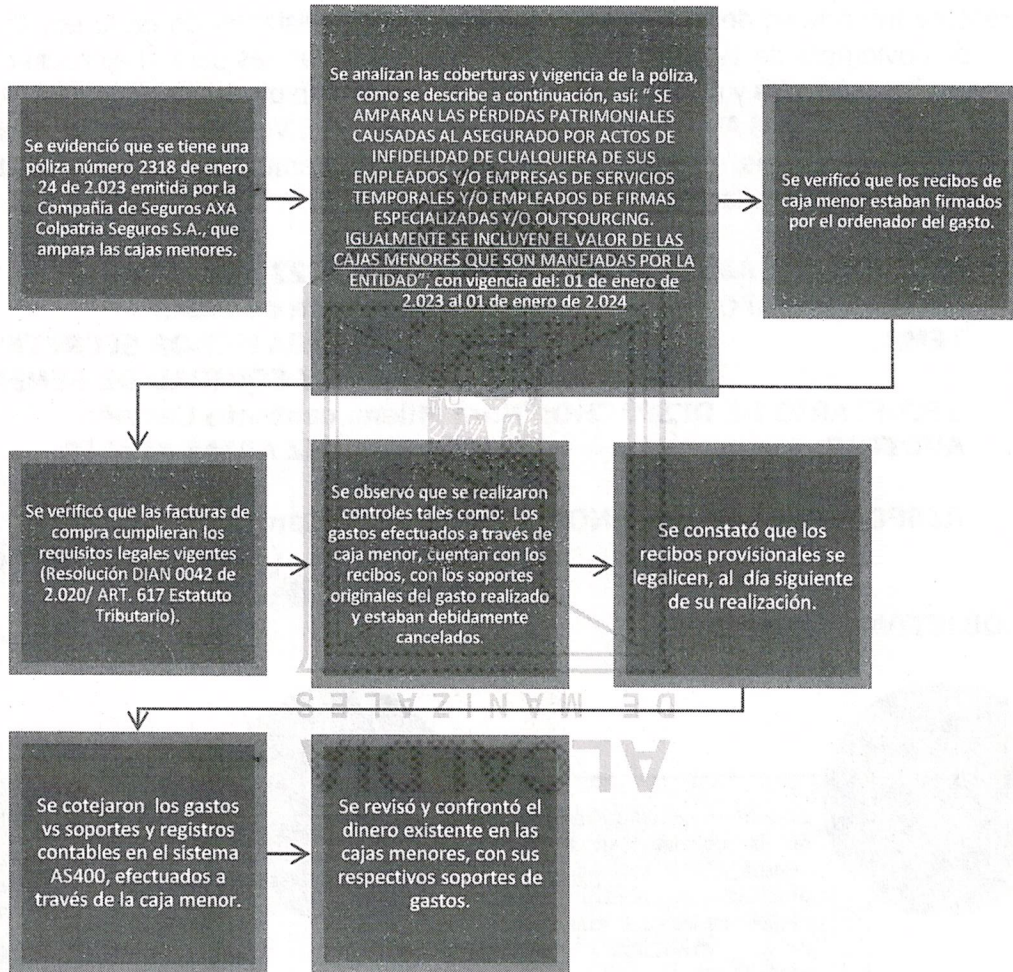 Se evidenció que se tiene una
póliza número 2318 de enero
24 de 2.023 emitida por la
Compañía de Seguros AXA
Colpatria Seguros S.A., que
ampara las cajas menores.
Se analizan las coberturas y vigencia de la póliza,
como se describe a continuación, así: " SE
AMPARAN LAS PÉRDIDAS PATRIMONIALES
CAUSADAS AL ASEGURADO POR ACTOS DE
INFIDELIDAD DE CUALQUIERA DE SUS
EMPLEADOS Y/O EMPRESAS DE SERVICIOS
TEMPORALES Y/O EMPLEADOS DE FIRMAS
ESPECIALIZADAS Y/O OUTSOURCING.
IGUALMENTE SE INCLUYEN EL VALOR DE LAS
CAJAS MENORES QUE SON MANEJADAS POR LA
ENTIDAD", con vigencia del: 01 de enero de
2.023 al 01 de enero de 2.024
Se verificó que los recibos de
caja menor estaban firmados
por el ordenador del gasto.
Se verificó que las facturas de
compra cumplieran los
requisitos legales vigentes
(Resolución DIAN 0042 de
2.020/ ART. 617 Estatuto
Tributario).
Se observó que se realizaron
controles tales como: Los
gastos efectuados a través de
caja menor, cuentan con los
recibos, con los soportes
originales del gasto realizado
y estaban debidamente
cancelados.
Se constató que los
recibos provisionales se
legalicen, al día siguiente
de su realización.
Se cotejaron los gastos
vs soportes y registros
contables en el sistema
AS400, efectuados a
través de la caja menor.
Se revisó y confrontó el
dinero existente en las
cajas menores, con sus
respectivos soportes de
gastos.
DE MANIZALES
ALCALDÍA